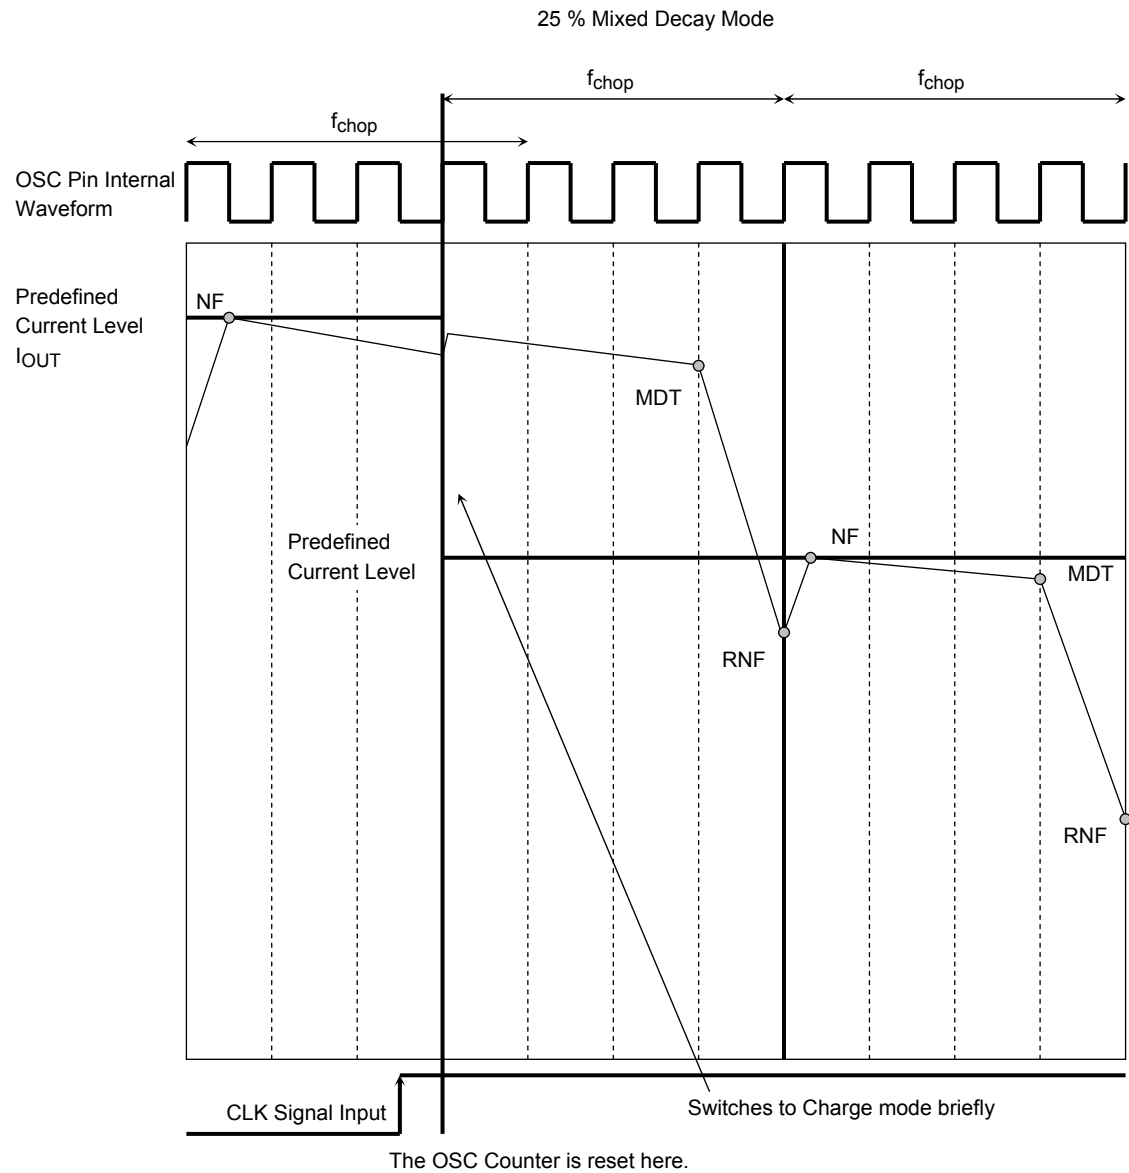 25 % Mixed Decay Mode
fchop
fchop
fchop
OSC Pin Internal
Waveform
Predefined
Current Level
IOUT
NF
MDT
Predefined
Current Level
NF
MDT
RNF
RNF
CLK Signal Input
Switches to Charge mode briefly
The OSC Counter is reset here.